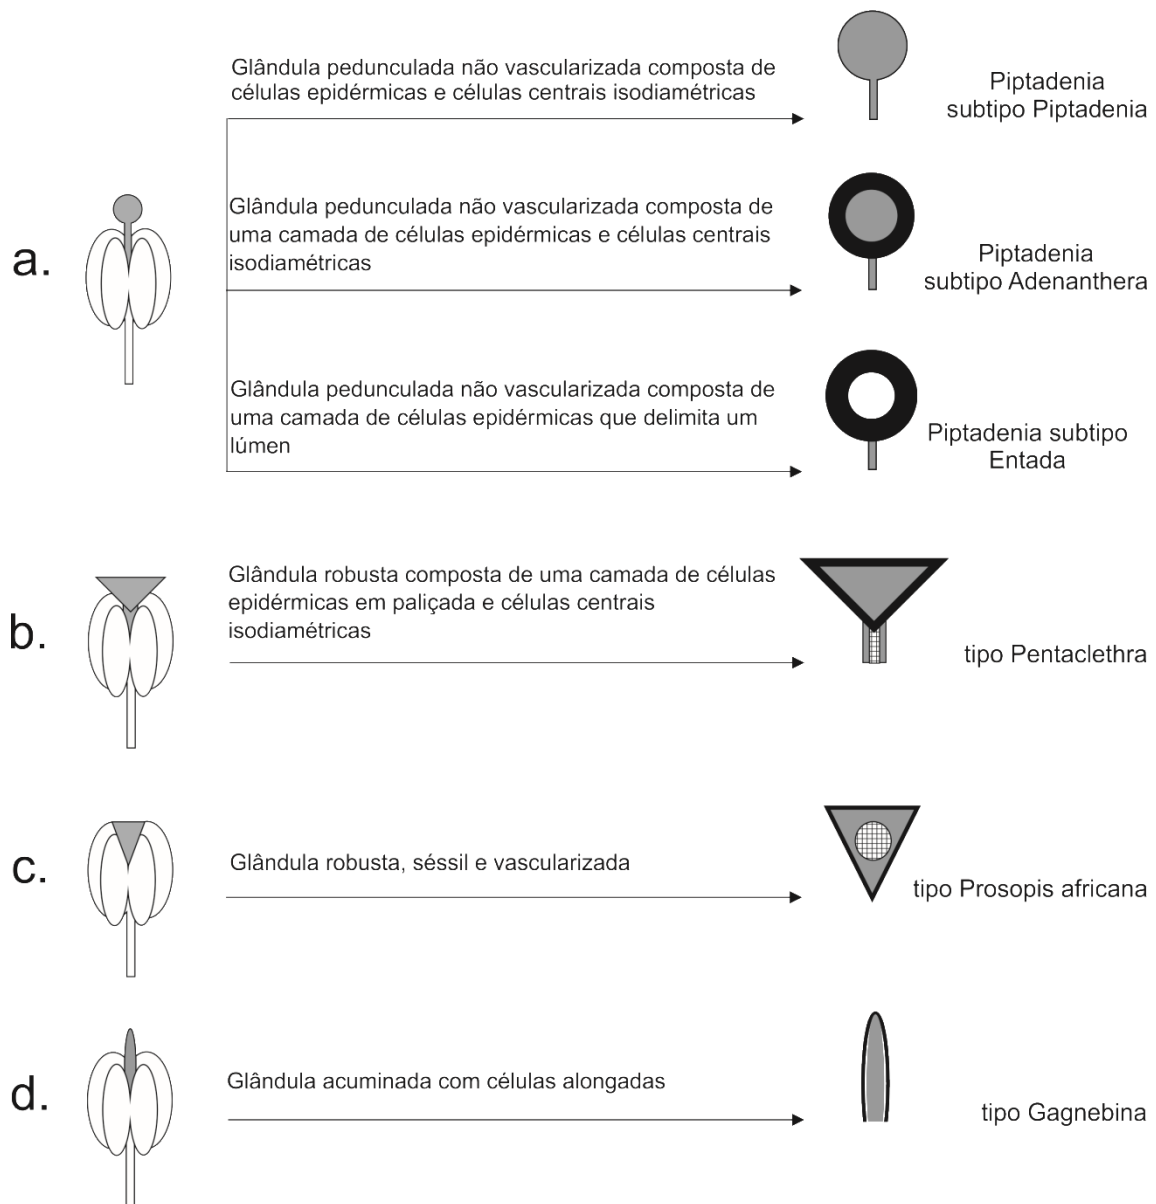 a.
Glândula pedunculada não vascularizada composta de
células epidérmicas e células centrais isodiamétricas
Piptadenia
subtipo Piptadenia
Glândula pedunculada não vascularizada composta de
uma camada de células epidérmicas e células centrais
isodiamétricas
Piptadenia
subtipo Adenanthera
Glândula pedunculada não vascularizada composta de
uma camada de células epidérmicas que delimita um
lúmen
Piptadenia subtipo
Entada
b.
Glândula robusta composta de uma camada de células
epidérmicas em paliçada e células centrais
isodiamétricas
tipo Pentaclethra
c.
Glândula robusta, séssil e vascularizada
tipo Prosopis africana
d.
Glândula acuminada com células alongadas
tipo Gagnebina